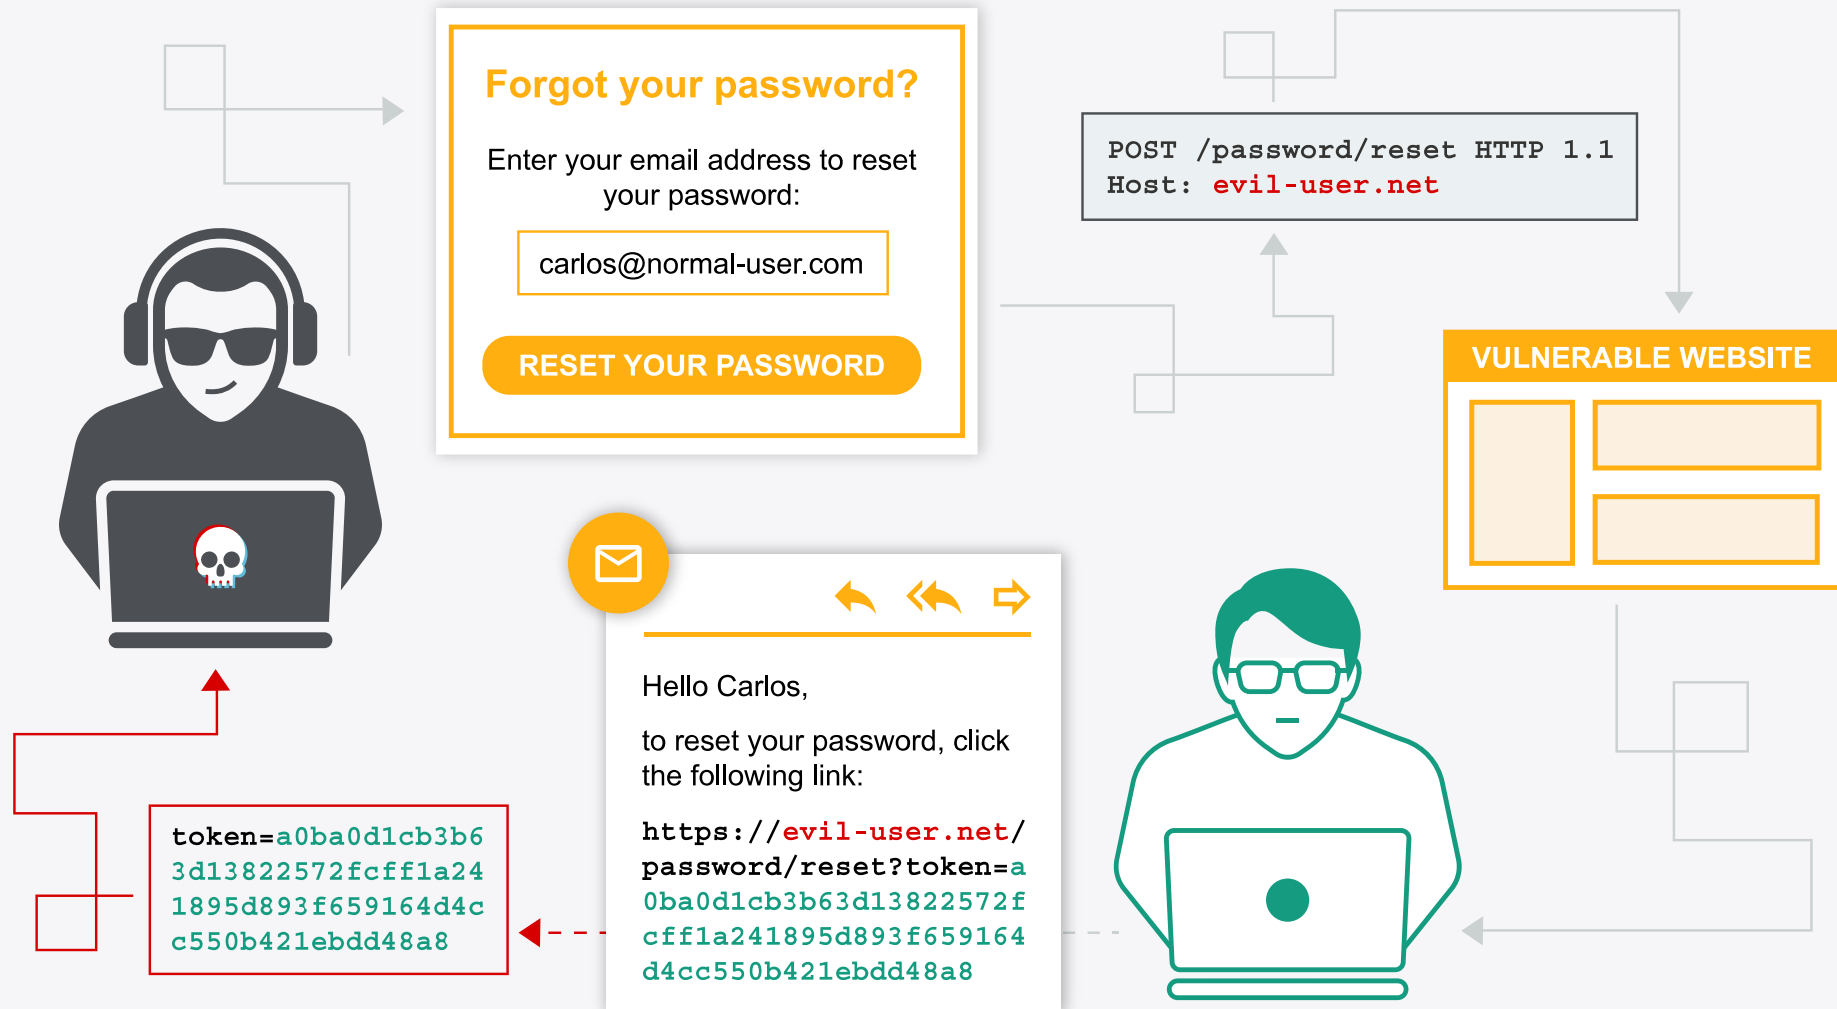 Forgot your password?
Enter your email address to reset
your password:
carlos@normal-user.com
RESET YOUR PASSWORD
POST /password/reset HTTP 1.1
Host: evil-user.net
VULNERABLE WEBSITE
Hello Carlos,
to reset your password, click
the following link:
https://evil-user.net/
password/reset?token=a
0ba0d1cb3b63d13822572f
cff1a241895d893f659164
d4cc550b421ebdd48a8
token=a0ba0d1cb3b6
3d13822572fcff1a24
1895d893f659164d4c
c550b421ebdd48a8